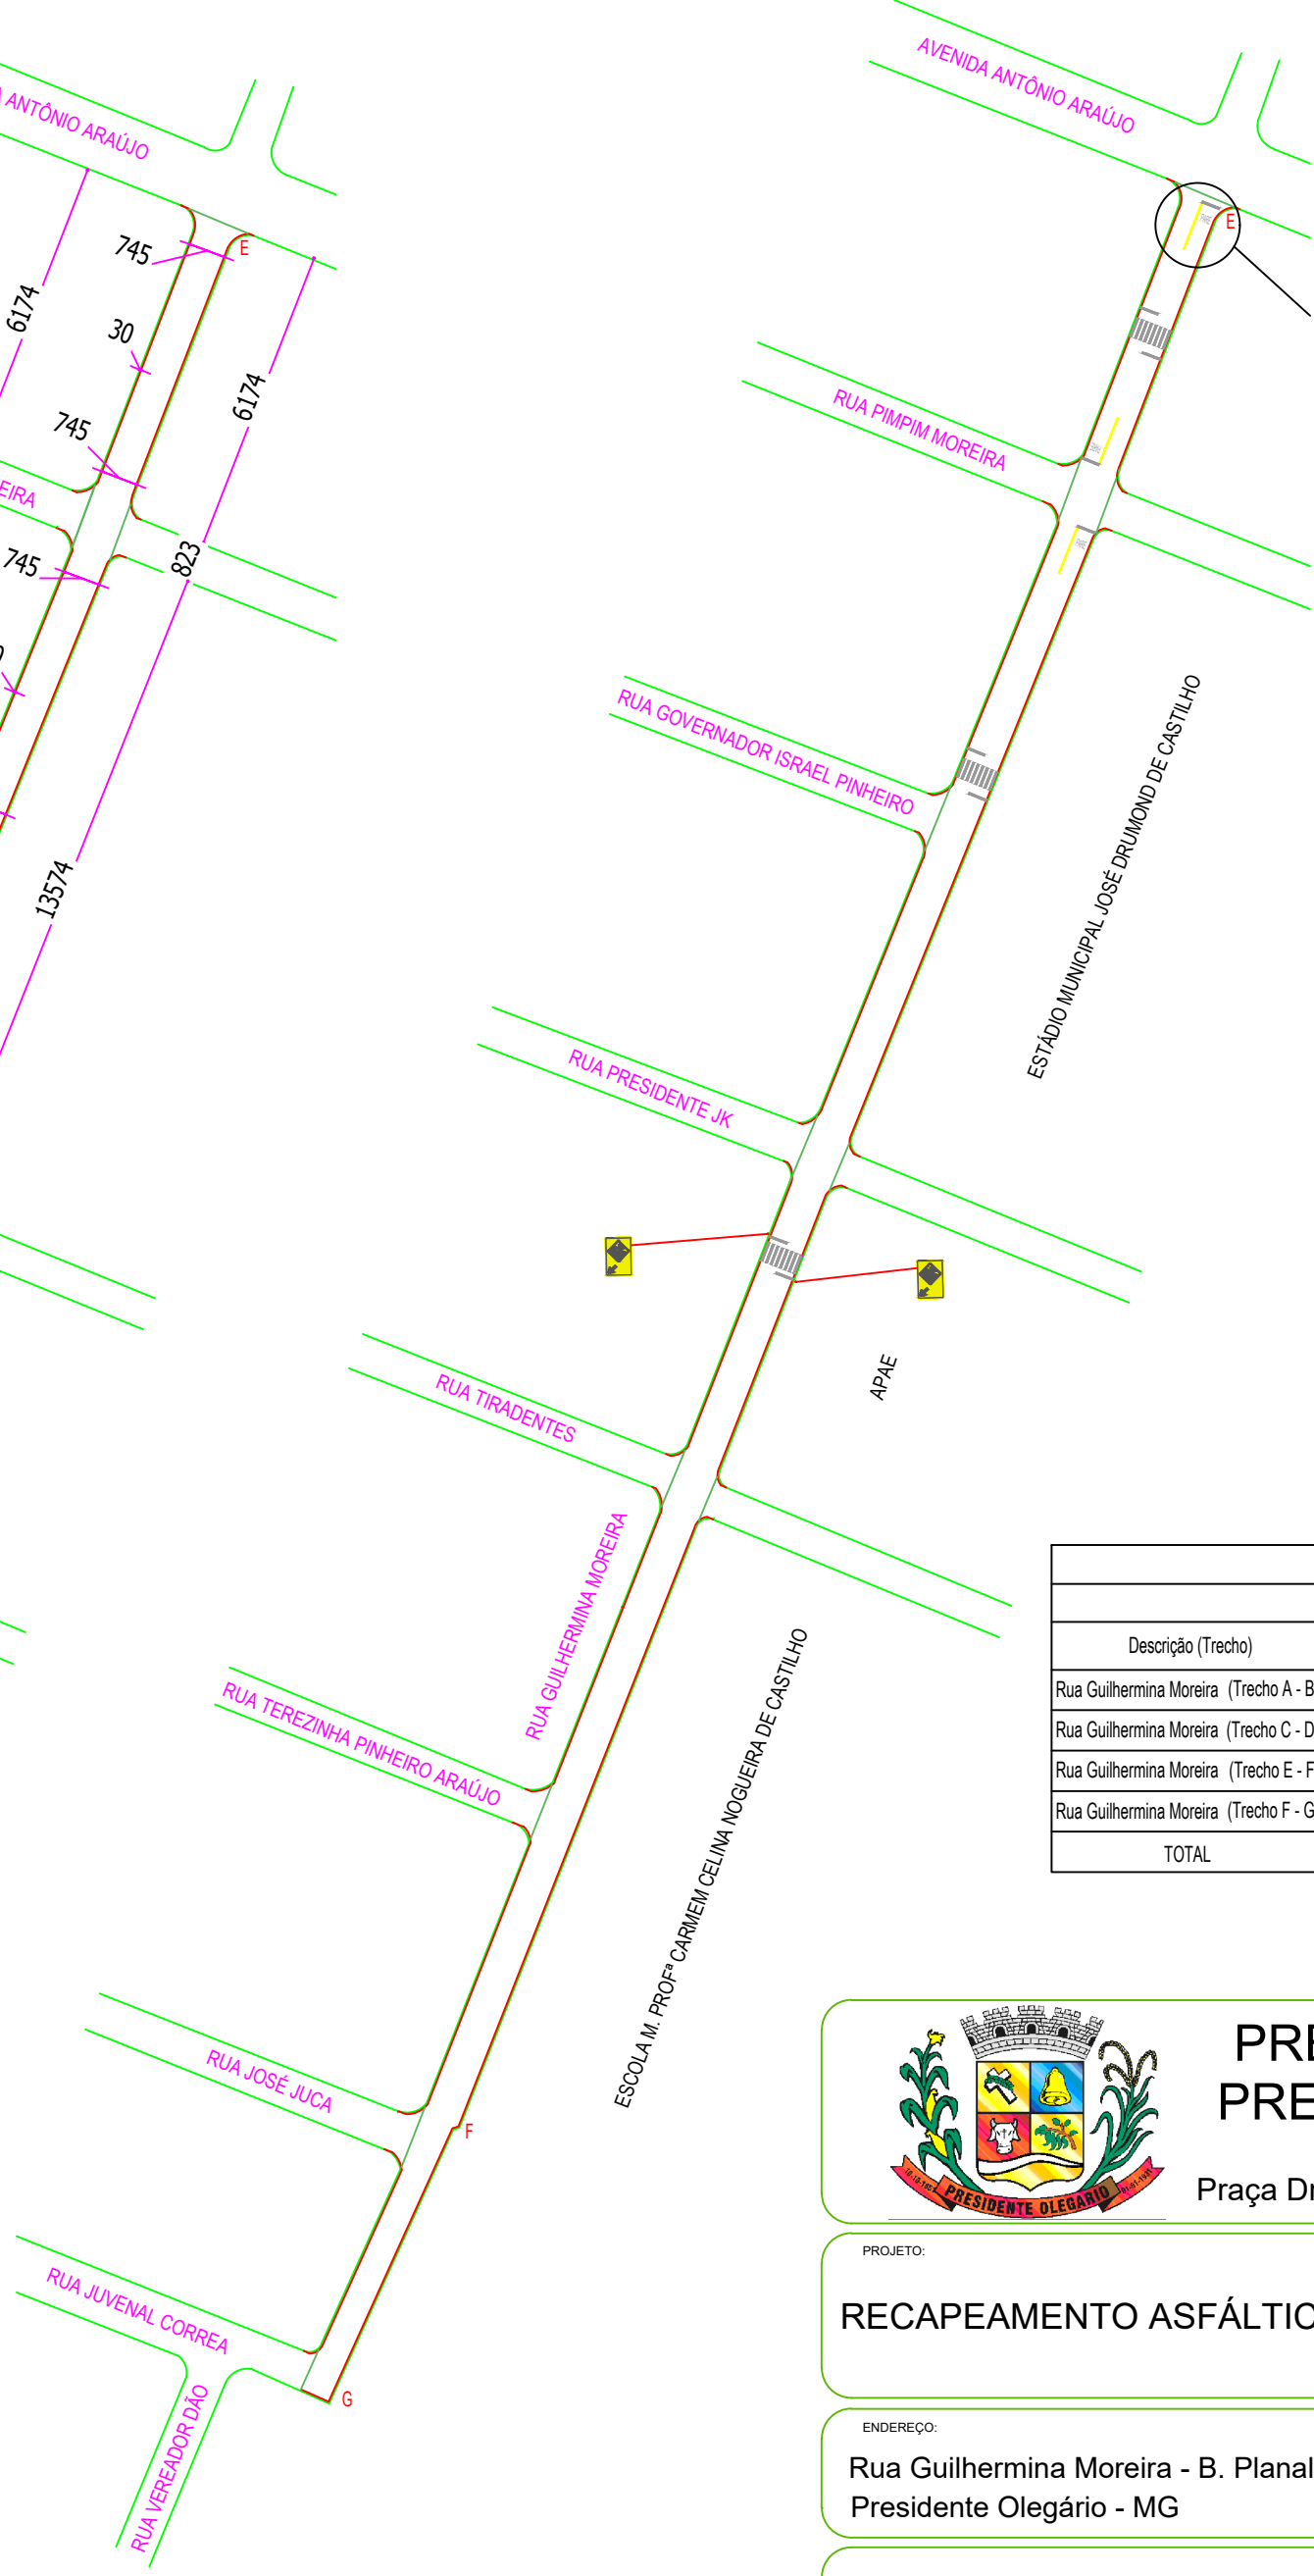 ANTÔNIO ARAÚJO
745
E
6174
30
6174
745
EIRA
745
823
13574
AVENIDA ANTÔNIO ARAÚJO
E
RUA PIMPIM MOREIRA
RUA GOVERNADOR ISRAEL PINHEIRO
ESTÁDIO MUNICIPAL JOSÉ DRUMOND DE CASTILHO
RUA PRESIDENTE JK
APAE
RUA TIRADENTES
RUA GUILHERMINA MOREIRA
RUA TEREZINHA PINHEIRO ARAÚJO
ESCOLA M. PROFª CARMEM CELINA NOGUEIRA DE CASTILHO
RUA JOSÉ JUCA
F
RUA JUVENAL CORREA
G
RUA VEREADOR DÃO
Descrição (Trecho)
Rua Guilhermina Moreira (Trecho A - B
Rua Guilhermina Moreira (Trecho C - D
Rua Guilhermina Moreira (Trecho E - F
Rua Guilhermina Moreira (Trecho F - G
TOTAL
PRE
PRE
PRESIDENTE OLEGARIO
Praça Dr
PROJETO:
RECAPEAMENTO ASFÁLTIC
ENDEREÇO:
Rua Guilhermina Moreira - B. Planal
Presidente Olegário - MG